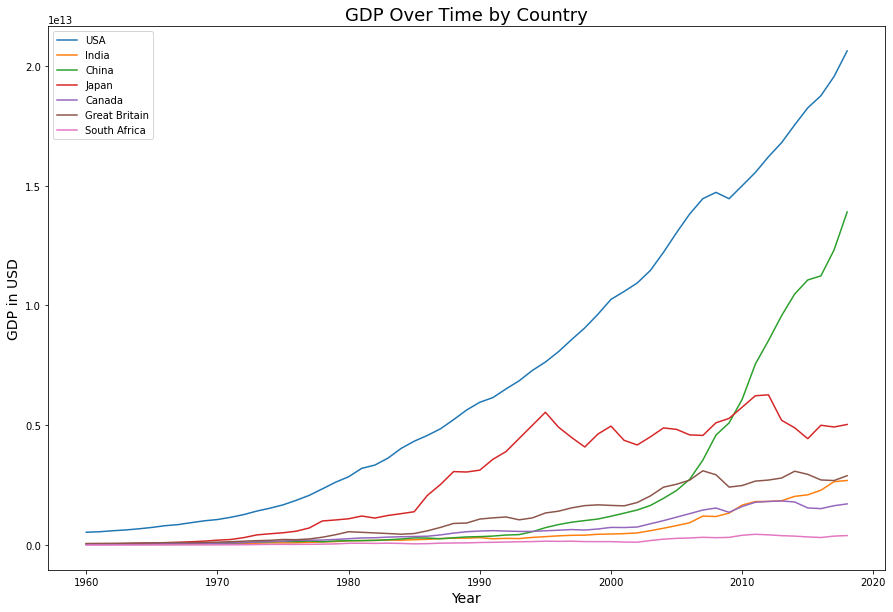 GDP Over Time by Country
1e13
USA
India
China
Japan
Canada
Great Britain
South Africa
2.0
1.5
1.0
0.5
0.0
GDP in USD
1960 1970 1980 1990 2000 2010 2020
Year